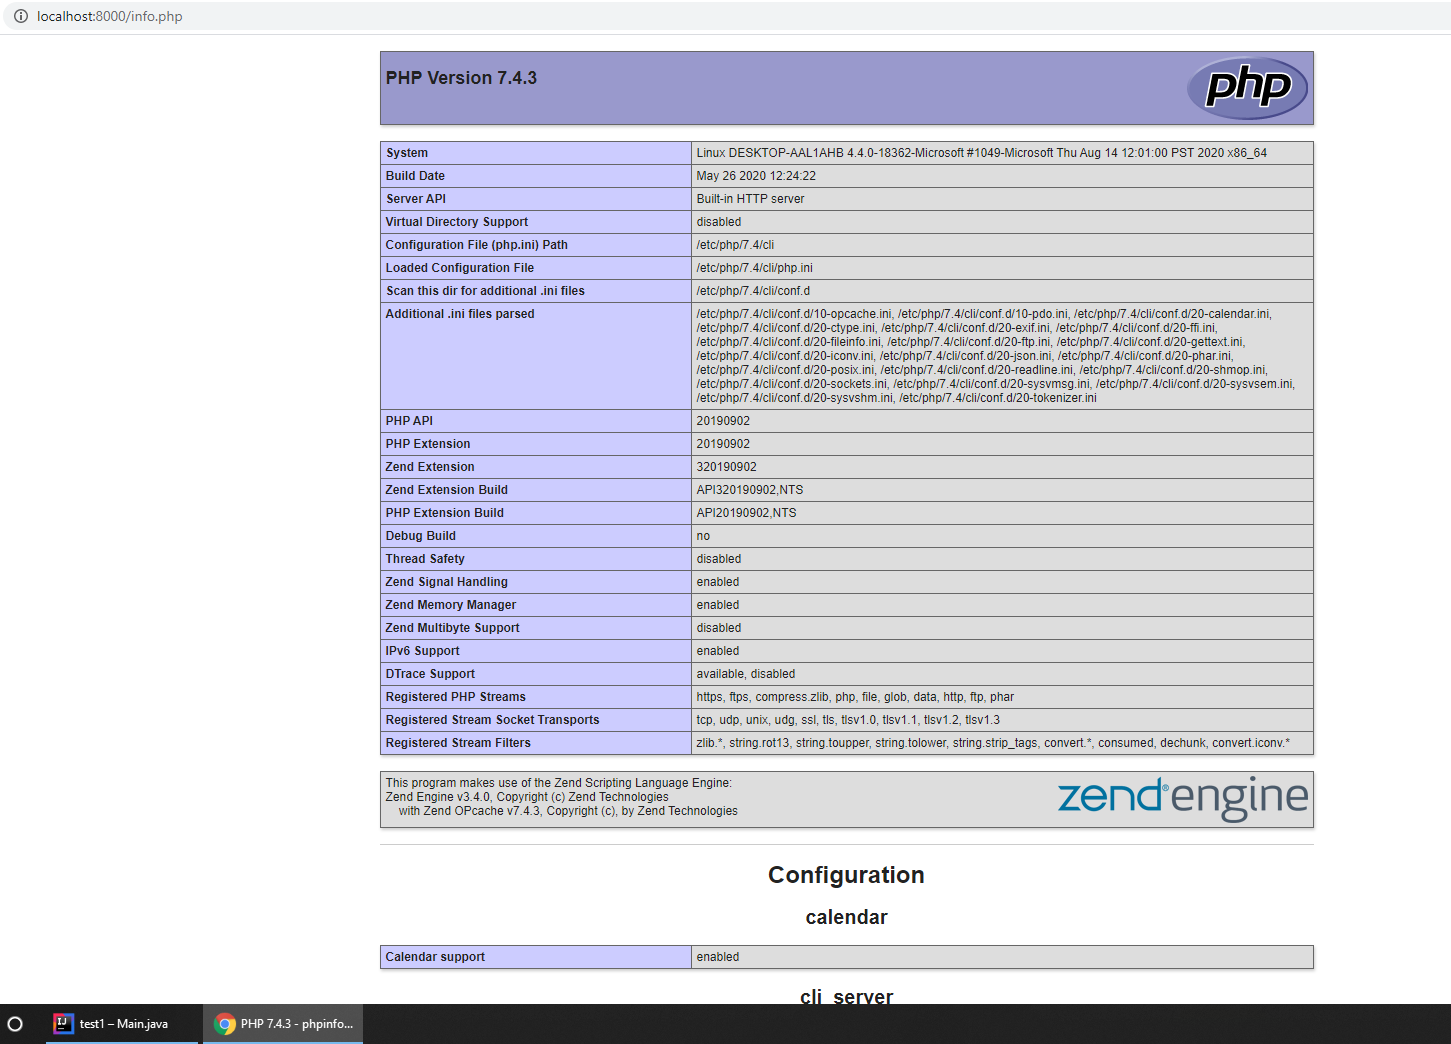 localhost:8000/info.php
PHP Version 7.4.3
php
System Linux DESKTOP-AAL1AHB 4.4.0-18362-Microsoft #1049-Microsoft Thu Aug 14 12:01:00 PST 2020 x86_64
Build Date May 26 2020 12:24:22
Server API Built-in HTTP server
Virtual Directory Support disabled
Configuration File (php.ini) Path /etc/php/7.4/cli
Loaded Configuration File /etc/php/7.4/cli/php.ini
Scan this dir for additional .ini files /etc/php/7.4/cli/conf.d
Additional .ini files parsed /etc/php/7.4/cli/conf.d/10-opcache.ini, /etc/php/7.4/cli/conf.d/10-pdo.ini, /etc/php/7.4/cli/conf.d/20-calendar.ini,
/etc/php/7.4/cli/conf.d/20-ctype.ini, /etc/php/7.4/cli/conf.d/20-exif.ini, /etc/php/7.4/cli/conf.d/20-ffi.ini,
/etc/php/7.4/cli/conf.d/20-fileinfo.ini, /etc/php/7.4/cli/conf.d/20-ftp.ini, /etc/php/7.4/cli/conf.d/20-gettext.ini,
/etc/php/7.4/cli/conf.d/20-iconv.ini, /etc/php/7.4/cli/conf.d/20-json.ini, /etc/php/7.4/cli/conf.d/20-phar.ini,
/etc/php/7.4/cli/conf.d/20-posix.ini, /etc/php/7.4/cli/conf.d/20-readline.ini, /etc/php/7.4/cli/conf.d/20-shmop.ini,
/etc/php/7.4/cli/conf.d/20-sockets.ini, /etc/php/7.4/cli/conf.d/20-sysvmsg.ini, /etc/php/7.4/cli/conf.d/20-sysvsem.ini,
/etc/php/7.4/cli/conf.d/20-sysvshm.ini, /etc/php/7.4/cli/conf.d/20-tokenizer.ini
PHP API 20190902
PHP Extension 20190902
Zend Extension 320190902
Zend Extension Build API320190902,NTS
PHP Extension Build API20190902,NTS
Debug Build no
Thread Safety disabled
Zend Signal Handling enabled
Zend Memory Manager enabled
Zend Multibyte Support disabled
IPv6 Support enabled
DTrace Support available, disabled
Registered PHP Streams https, ftps, compress.zlib, php, file, glob, data, http, ftp, phar
Registered Stream Socket Transports tcp, udp, unix, udg, ssl, tls, tlsv1.0, tlsv1.1, tlsv1.2, tlsv1.3
Registered Stream Filters zlib.*, string.rot13, string.toupper, string.tolower, string.strip_tags, convert.*, consumed, dechunk, convert.iconv.*
This program makes use of the Zend Scripting Language Engine:
Zend Engine v3.4.0, Copyright (c) Zend Technologies
with Zend OPcache v7.4.3, Copyright (c), by Zend Technologies
zend® engine
Configuration
calendar
Calendar support enabled
cli_server
IJ test1 – Main.java PHP 7.4.3 - phpinfo...